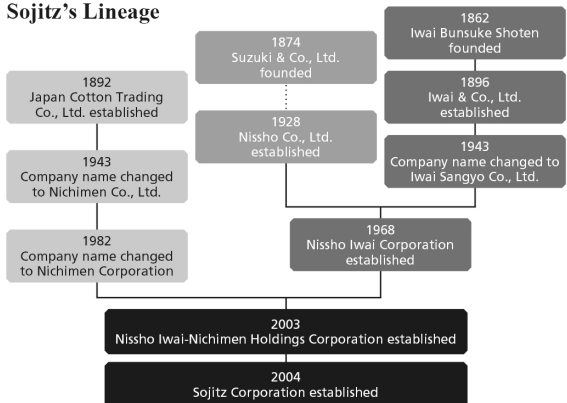 Sojitz's Lineage
1862
Iwai Bunsuke Shoten
founded
1874
Suzuki & Co., Ltd.
founded
1892
Japan Cotton Trading
Co., Ltd. established
1896
Iwai & Co., Ltd.
established
1928
Nissho Co., Ltd.
established
1943
Company name changed
to Nichimen Co., Ltd.
1943
Company name changed to
Iwai Sangyo Co., Ltd.
1968
Nissho Iwai Corporation
established
1982
Company name changed
to Nichimen Corporation
2003
Nissho Iwai-Nichimen Holdings Corporation established
2004
Sojitz Corporation established